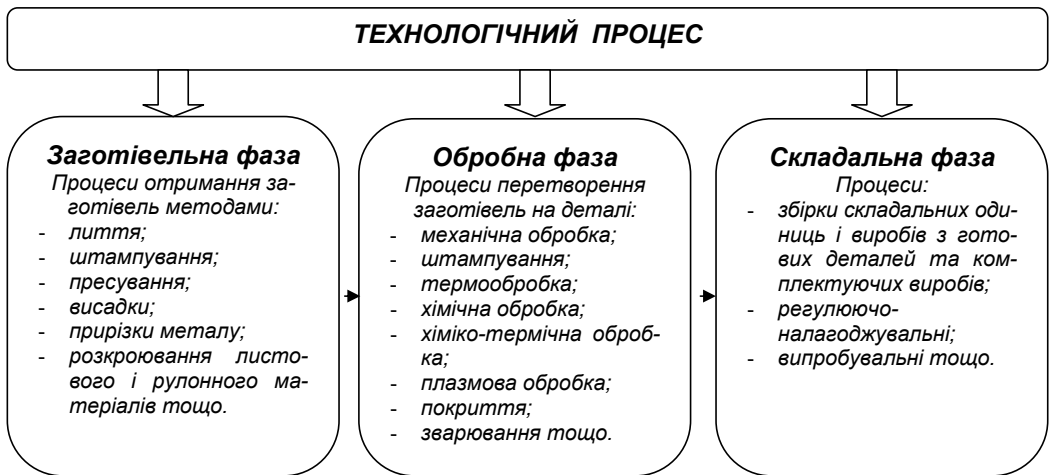 ТЕХНОЛОГІЧНИЙ ПРОЦЕС
Заготівельна фаза
Процеси отримання за-
готівель методами:
- лиття;
- штампування;
- пресування;
- висадки;
- прирізки металу;
- розкроювання листо-
вого і рулонного ма-
теріалів тощо.
Обробна фаза
Процеси перетворення
заготівель на деталі:
- механічна обробка;
- штампування;
- термообробка;
- хімічна обробка;
- хіміко-термічна оброб-
ка;
- плазмова обробка;
- покриття;
- зварювання тощо.
Складальна фаза
Процеси:
- збірки складальних оди-
ниць і виробів з гото-
вих деталей та ком-
плектуючих виробів;
- регулюючо-
налагоджувальні;
- випробувальні тощо.